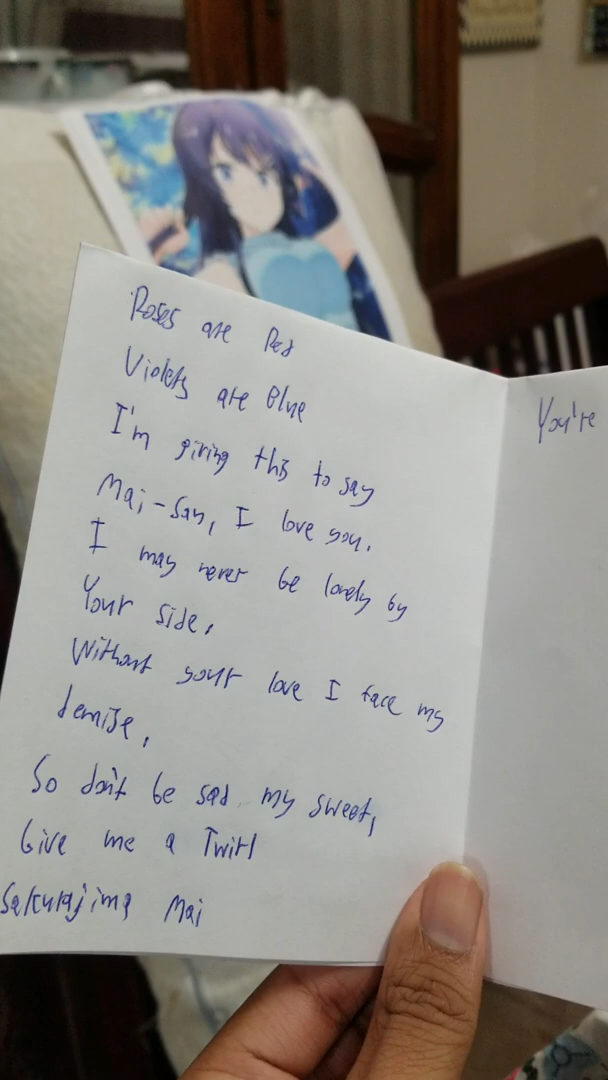 Roses are Red
Violets are Blue
I'm giving this to say
Mai-San, I love you.
I may never be lonely by
Your side,
Without your love I face my
demise,
So don't be sad my sweet,
Give me a Twirl
Sakurajima Mai
You're